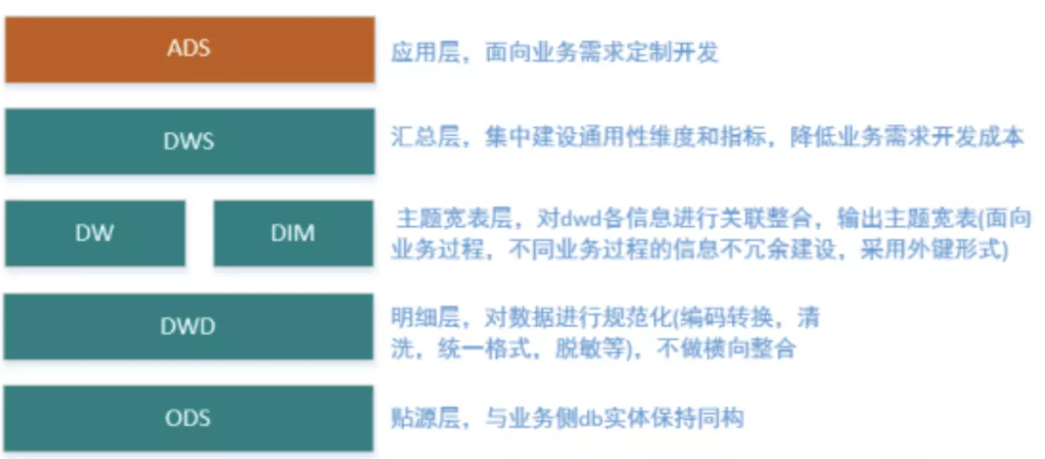 ADS
应用层，面向业务需求定制开发
DWS
汇总层，集中建设通用性维度和指标，降低业务需求开发成本
DW
DIM
主题宽表层，对dwd各信息进行关联整合，输出主题宽表(面向
业务过程，不同业务过程的信息不冗余建设，采用外键形式)
DWD
明细层，对数据进行规范化(编码转换，清
洗，统一格式，脱敏等)，不做横向整合
ODS
贴源层，与业务侧db实体保持同构